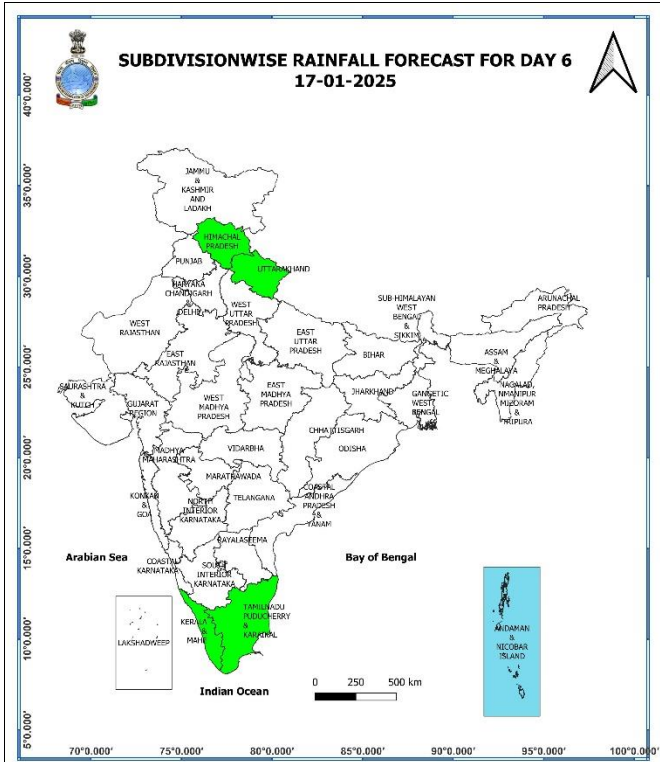 SUBDIVISIONWISE RAINFALL FORECAST FOR DAY 6
17-01-2025
40°0.000'
35°0.000'
30°0.000'
25°0.000'
20°0.000'
15°0.000'
10°0.000'
5°0.000'
JAMMU
&
KASHMIR
AND
LADAKH
HIMACHAL
PRADESH
PUNJAB
UTTARAKHAND
CHANDIGARH
&
DELHI
WEST
UTTAR
PRADESH
WEST
RAJASTHAN
EAST
RAJASTHAN
EAST
UTTAR
PRADESH
SUB HIMALAYAN
WEST
BENGAL
&
SIKKIM
ARUNACHAL
PRADESH
BIHAR
ASSAM
&
MEGHALAYA
NAGALAD,
NMANIPUR
MIZORAM
&
TRIPURA
SAURASHTRA
&
KUTCH
GUJARAT
REGION
WEST
MADHYA
PRADESH
EAST
MADHYA
PRADESH
JHARKHAND
GANGETIC
WEST
BENGAL
CHHATTISGARH
ODISHA
MADHYA
MAHARASHTRA
VIDARBHA
MARATHWADA
TELANGANA
KONKAN
&
GOA
NORTH
INTERIOR
KARNATAKA
COASTAL
ANDHRA
PRADESH
&
YANAM
RAYALASEEMA
Arabian Sea
Bay of Bengal
COASTAL
KARNATAKA
SOUTH
INTERIOR
KARNATAKA
TAMILNADU
PUDUCHERRY
&
KARAIKAL
KERALA
&
MAHE
LAKSHADWEEP
ANDAMAN
&
NICOBAR
ISLAND
Indian Ocean
0 250 500 km
70°0.000' 75°0.000' 80°0.000' 85°0.000' 90°0.000' 95°0.000' 100°0.000'